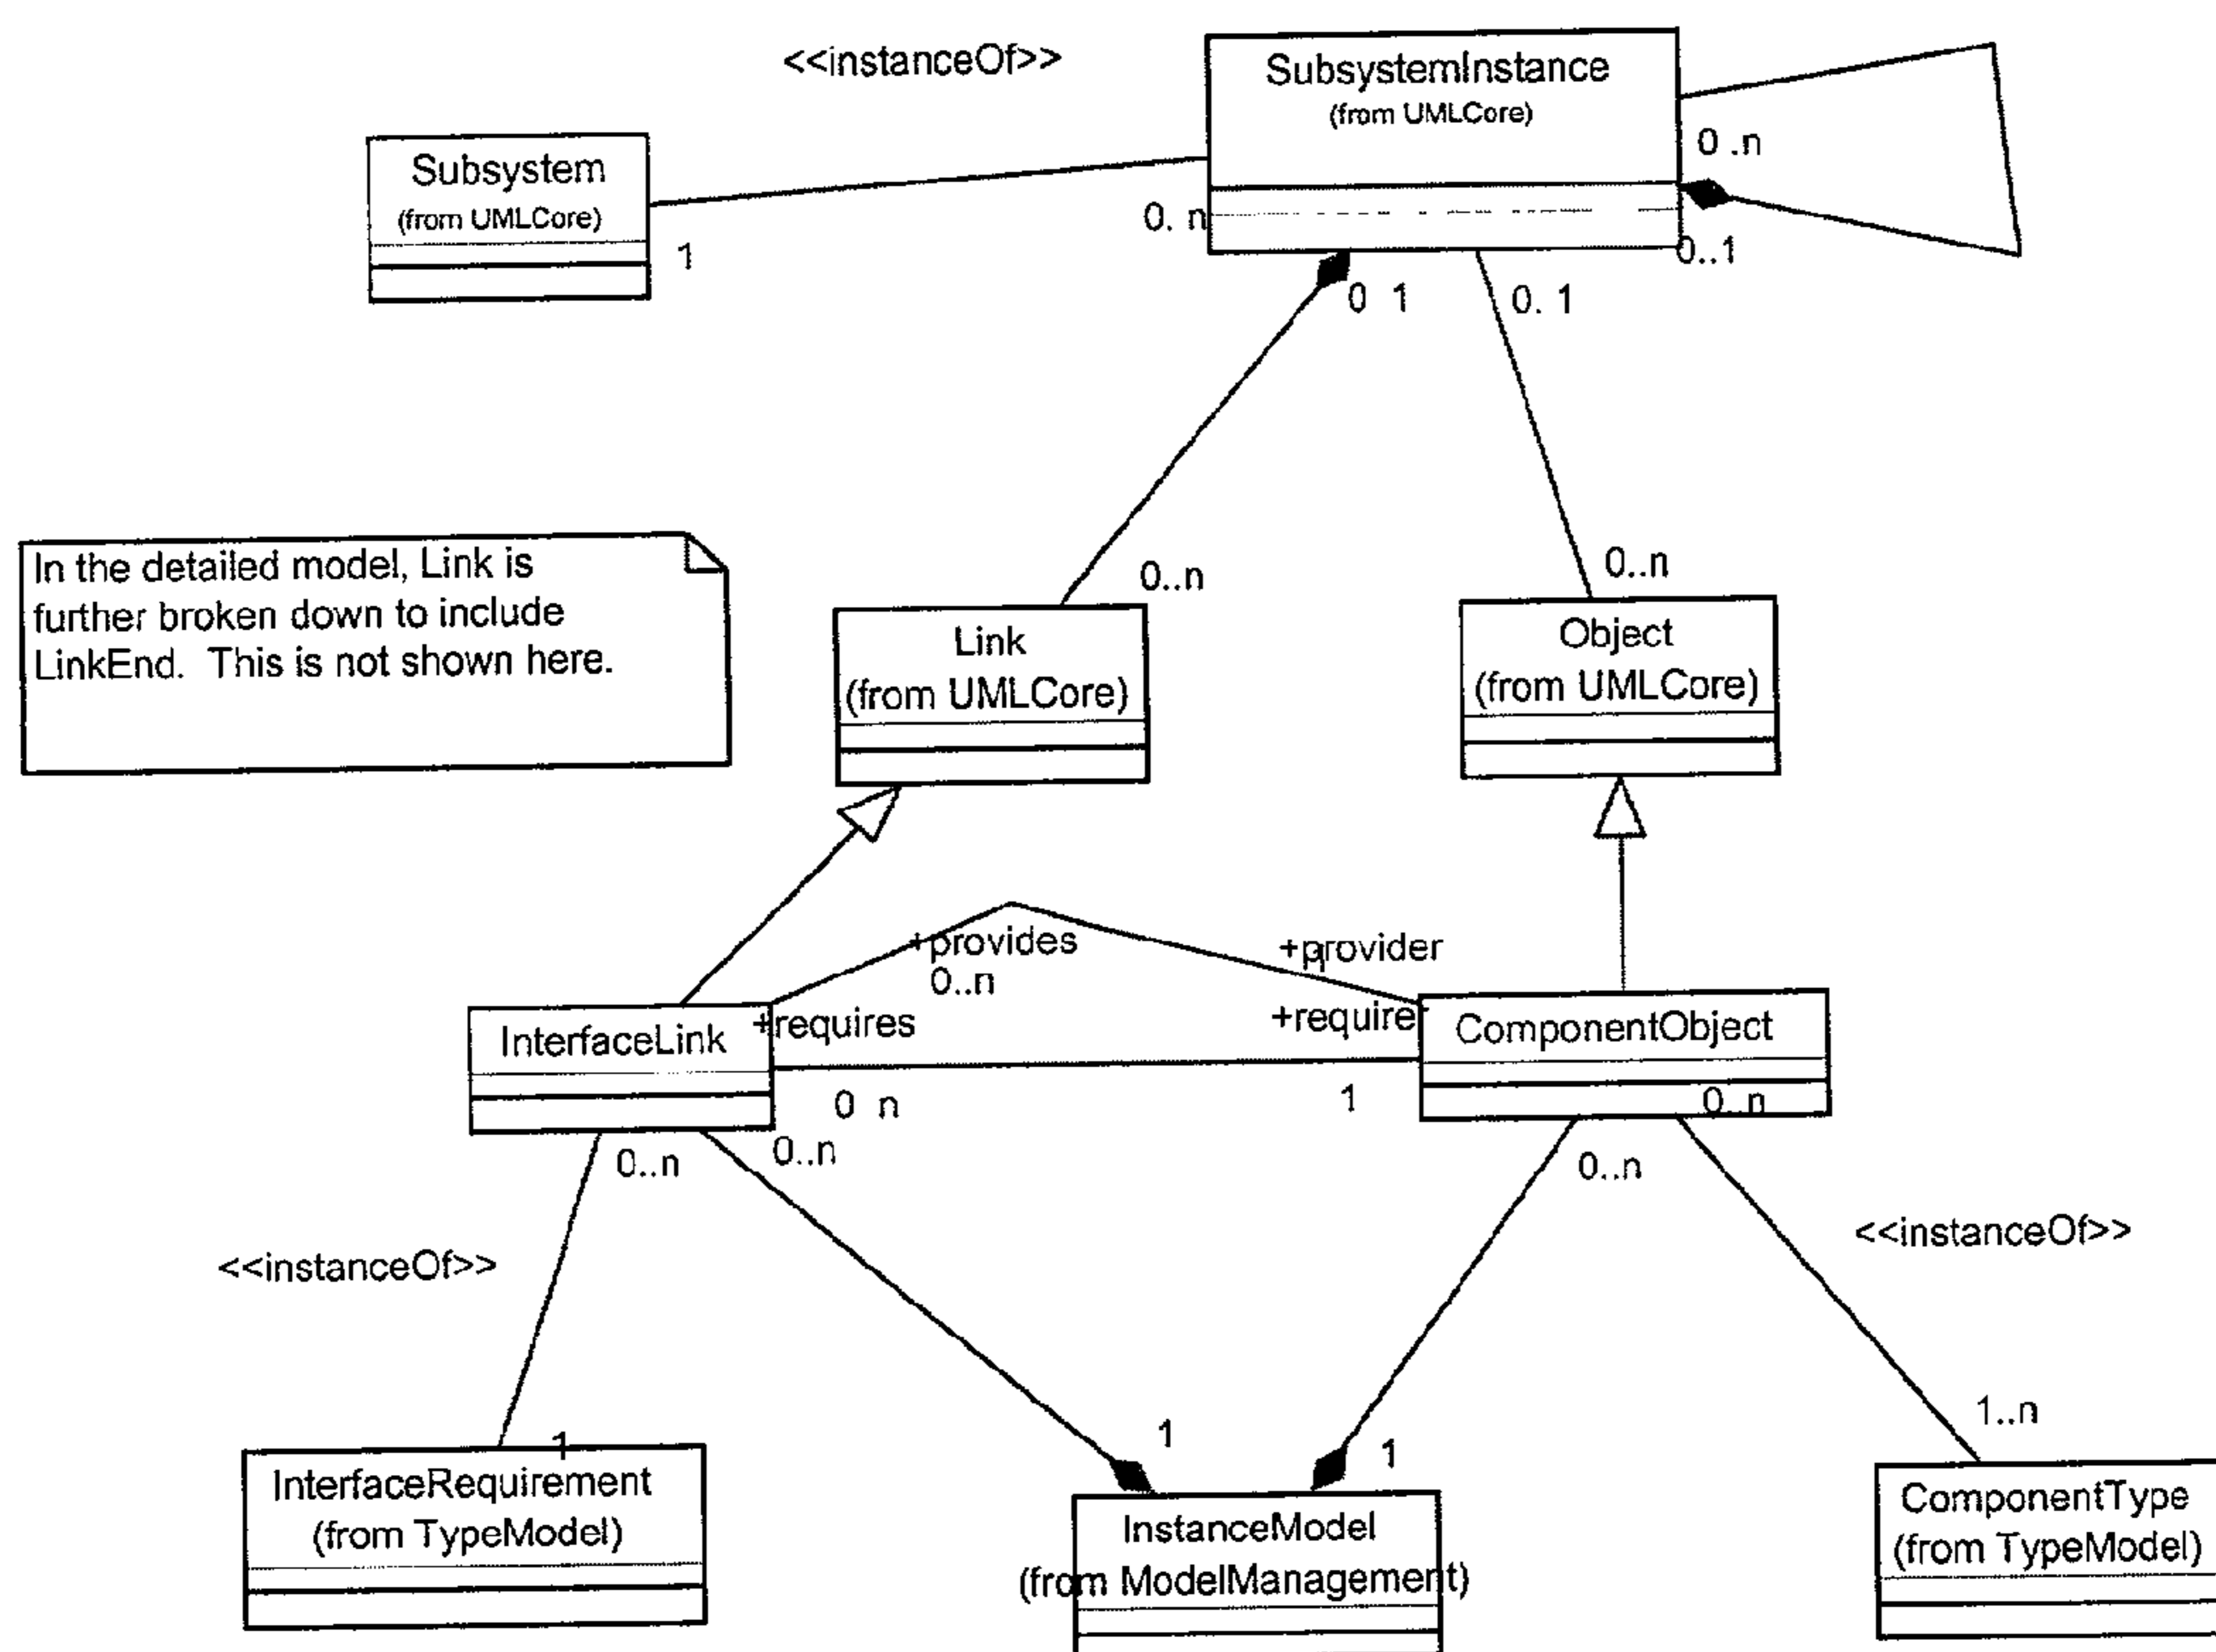 <<instanceOf>>
SubsystemInstance
(from UMLCore)
0 .n
Subsystem
(from UMLCore)
1
0. n
0..1
0 1
0. 1
In the detailed model, Link is
further broken down to include
LinkEnd. This is not shown here.
0..n
0..n
Link
(from UMLCore)
Object
(from UMLCore)
+provides
0..n
+provider
1
+requires
+requirer
InterfaceLink
ComponentObject
0 n
1
0..n
0..n
0..n
0..n
<<instanceOf>>
<<instanceOf>>
1
1
1
1..n
InterfaceRequirement
(from TypeModel)
InstanceModel
(from ModelManagement)
ComponentType
(from TypeModel)